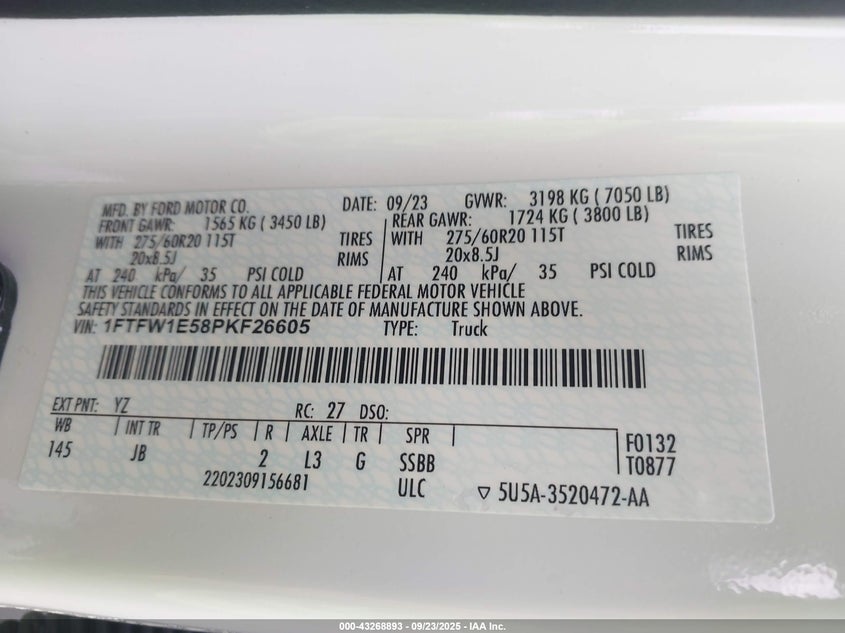 MFD. BY FORD MOTOR CO. DATE: 09/23 GVWR: 3198 KG ( 7050 LB)
FRONT GAWR: 1565 KG ( 3450 LB) REAR GAWR: 1724 KG ( 3800 LB)
WITH 275/60R20 115T TIRES WITH 275/60R20 115T TIRES
20x8.5J RIMS 20x8.5J RIMS
AT 240 kPa/ 35 PSI COLD AT 240 kPa/ 35 PSI COLD
THIS VEHICLE CONFORMS TO ALL APPLICABLE FEDERAL MOTOR VEHICLE
SAFETY STANDARDS IN EFFECT ON THE DATE OF MANUFACTURE SHOWN ABOVE.
VIN: 1FTFW1E58PKF26605 TYPE: Truck
EXT PNT: YZ RC: 27 DSO:
WB INT TR TP/PS R AXLE TR SPR F0132
145 JB 2 L3 G SSBB T0877
2202309156681 ULC ▽ 5U5A-3520472-AA
000-43268893 - 09/23/2025 - IAA Inc.